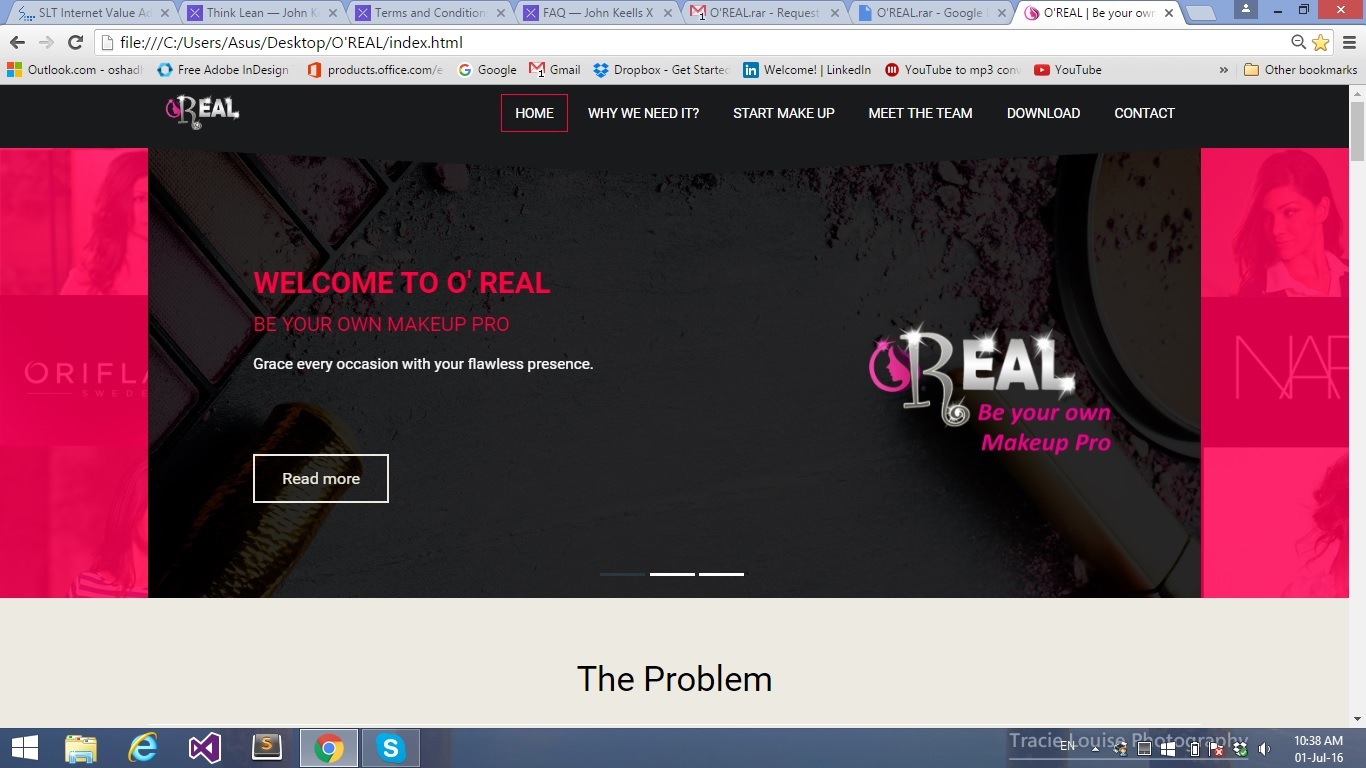 SLT Internet Value Ad
Think Lean — John Ke
Terms and Condition
FAQ — John Keells X
O'REAL.rar - Request
O'REAL.rar - Google
O'REAL | Be your own
file:///C:/Users/Asus/Desktop/O'REAL/index.html
Outlook.com - oshad
Free Adobe InDesign
products.office.com/e
Google
Gmail
Dropbox - Get Started
Welcome! | LinkedIn
YouTube to mp3 con
YouTube
»
Other bookmarks
REAL
HOME
WHY WE NEED IT?
START MAKE UP
MEET THE TEAM
DOWNLOAD
CONTACT
WELCOME TO O' REAL
BE YOUR OWN MAKEUP PRO
Grace every occasion with your flawless presence.
Read more
REAL
Be your own
Makeup Pro
ORIFLA
SWEDE
NAR
The Problem
Tracie Louise Photography
EN
10:38 AM
01-Jul-16